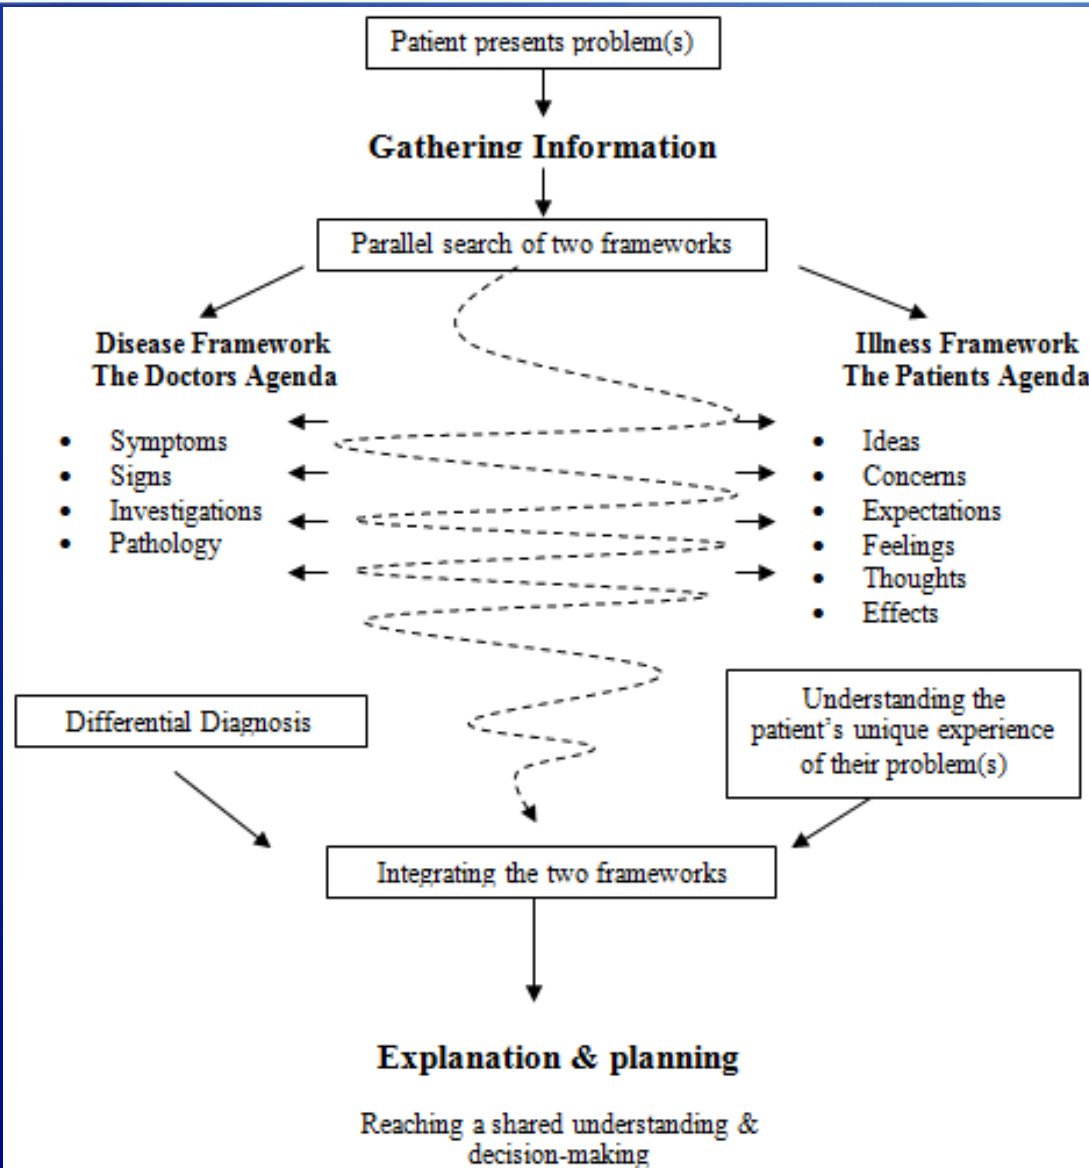 Patient presents problem(s)
Gathering Information
Parallel search of two frameworks
Disease Framework
The Doctors Agenda
• Symptoms
• Signs
• Investigations
• Pathology
Illness Framework
The Patients Agenda
• Ideas
• Concerns
• Expectations
• Feelings
• Thoughts
• Effects
Differential Diagnosis
Understanding the
patient's unique experience
of their problem(s)
Integrating the two frameworks
Explanation & planning
Reaching a shared understanding &
decision-making